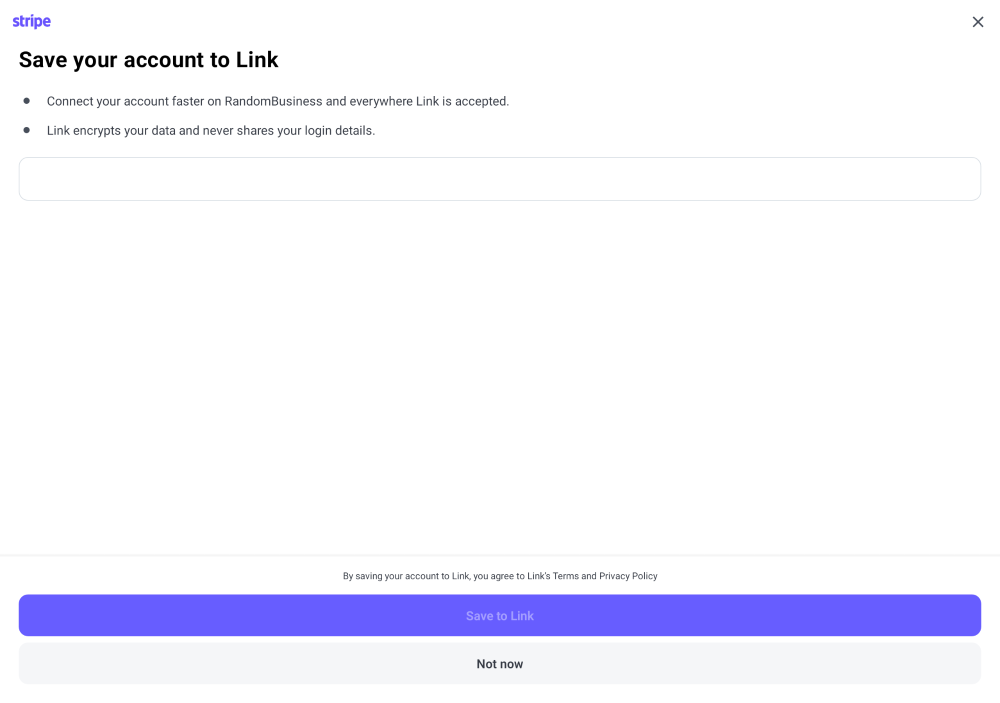 stripe
Save your account to Link
Connect your account faster on RandomBusiness and everywhere Link is accepted.
Link encrypts your data and never shares your login details.
By saving your account to Link, you agree to Link's Terms and Privacy Policy
Save to Link
Not now